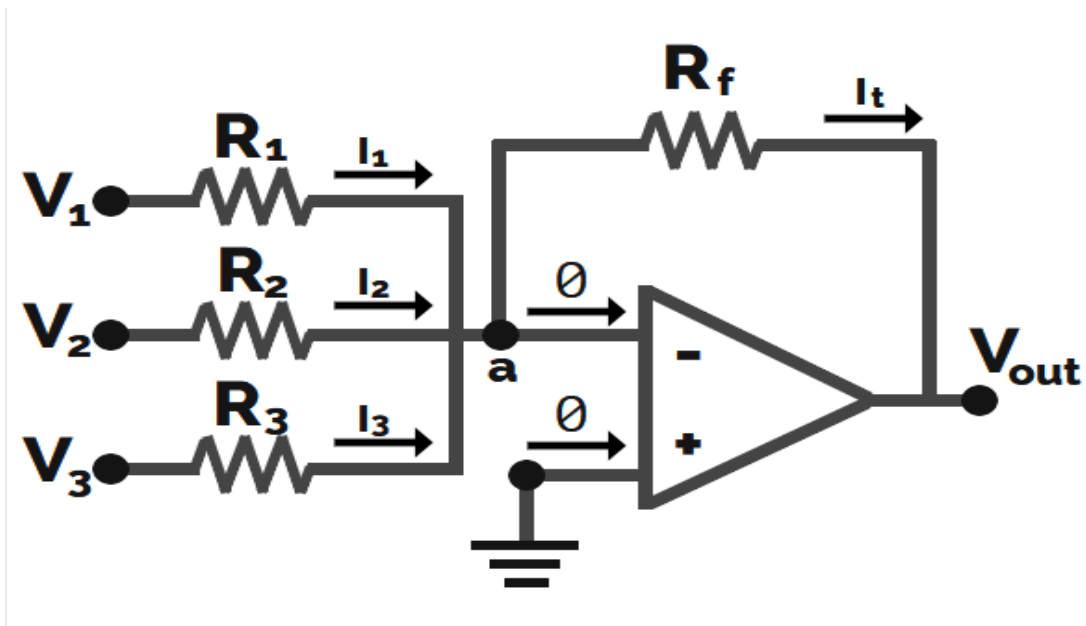 R₁
I₁
V₁
R₂
I₂
V₂
R₃
I₃
V₃
Rf
Iₜ
0
a
0
-
+
Vout